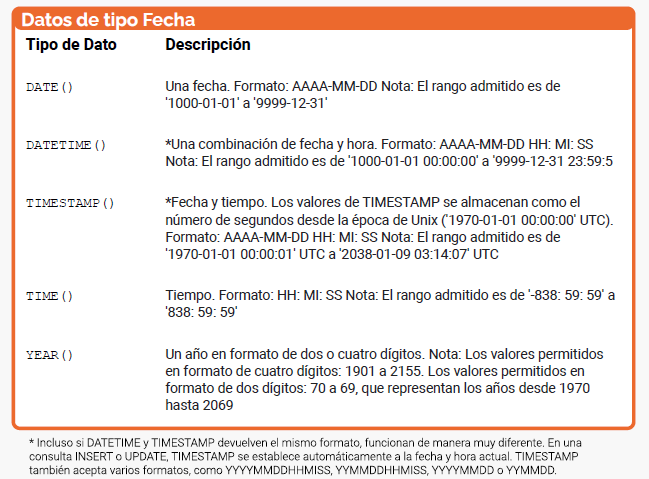 Datos de tipo Fecha
Tipo de Dato Descripción
DATE() Una fecha. Formato: AAAA-MM-DD Nota: El rango admitido es de
'1000-01-01' a '9999-12-31'
DATETIME() *Una combinación de fecha y hora. Formato: AAAA-MM-DD HH: MI: SS
Nota: El rango admitido es de '1000-01-01 00:00:00' a '9999-12-31 23:59:5
TIMESTAMP() *Fecha y tiempo. Los valores de TIMESTAMP se almacenan como el
número de segundos desde la época de Unix ('1970-01-01 00:00:00' UTC).
Formato: AAAA-MM-DD HH: MI: SS Nota: El rango admitido es de
'1970-01-01 00:00:01' UTC a '2038-01-09 03:14:07' UTC
TIME() Tiempo. Formato: HH: MI: SS Nota: El rango admitido es de '-838: 59: 59' a
'838: 59: 59'
YEAR() Un año en formato de dos o cuatro dígitos. Nota: Los valores permitidos
en formato de cuatro dígitos: 1901 a 2155. Los valores permitidos en
formato de dos dígitos: 70 a 69, que representan los años desde 1970
hasta 2069
* Incluso si DATETIME y TIMESTAMP devuelven el mismo formato, funcionan de manera muy diferente. En una
consulta INSERT o UPDATE, TIMESTAMP se establece automáticamente a la fecha y hora actual. TIMESTAMP
también acepta varios formatos, como YYYYMMDDHHMISS, YYMMDDHHMISS, YYYYMMDD o YYMMDD.